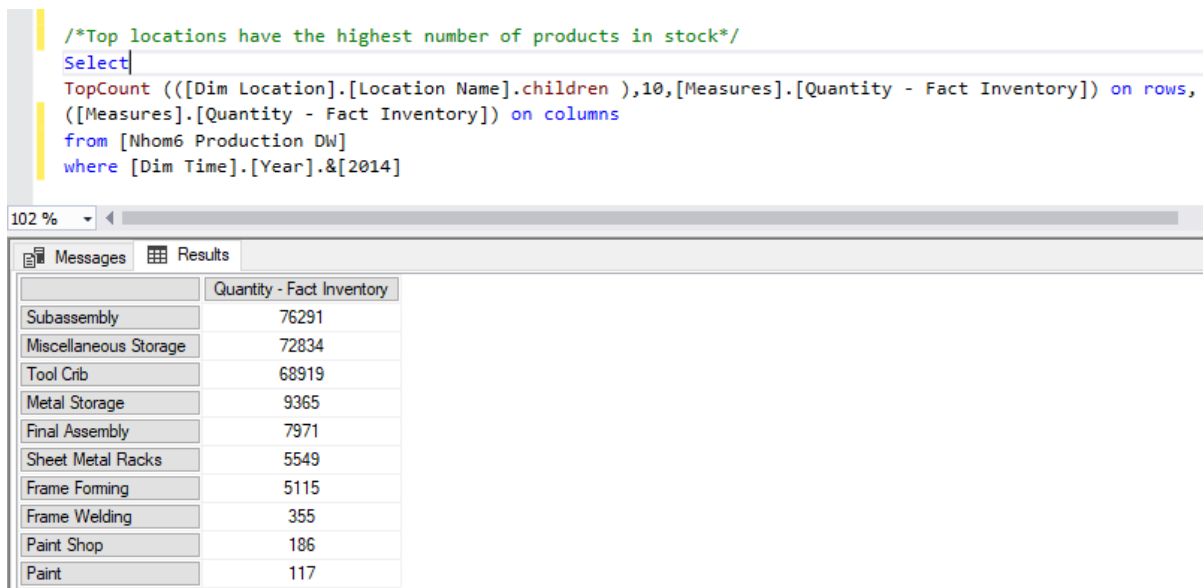 /*Top locations have the highest number of products in stock*/
Select
TopCount (([Dim Location].[Location Name].children ),10,[Measures].[Quantity - Fact Inventory]) on rows,
([Measures].[Quantity - Fact Inventory]) on columns
from [Nhom6 Production DW]
where [Dim Time].[Year].&[2014]
102 %
Messages Results
Quantity - Fact Inventory
Subassembly 76291
Miscellaneous Storage 72834
Tool Crib 68919
Metal Storage 9365
Final Assembly 7971
Sheet Metal Racks 5549
Frame Forming 5115
Frame Welding 355
Paint Shop 186
Paint 117